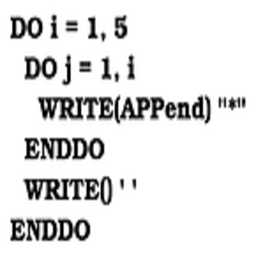 DO i = 1, 5
DO j = 1, i
WRITE(APPend) "*"
ENDDO
WRITE() ' '
ENDDO